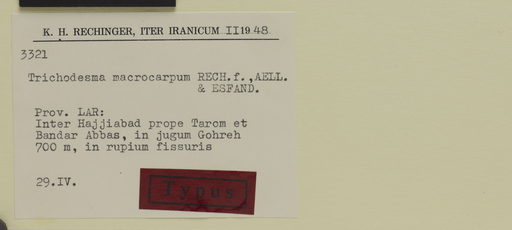 K. H. RECHINGER, ITER IRANICUM II 1948.
3321
Trichodesma macrocarpum RECH.f.,AELL.
& ESFAND.
Prov. LAR:
Inter Hajjiabad prope Tarom et
Bandar Abbas, in jugum Gohreh
700 m, in rupium fissuris
29.IV.
Typus